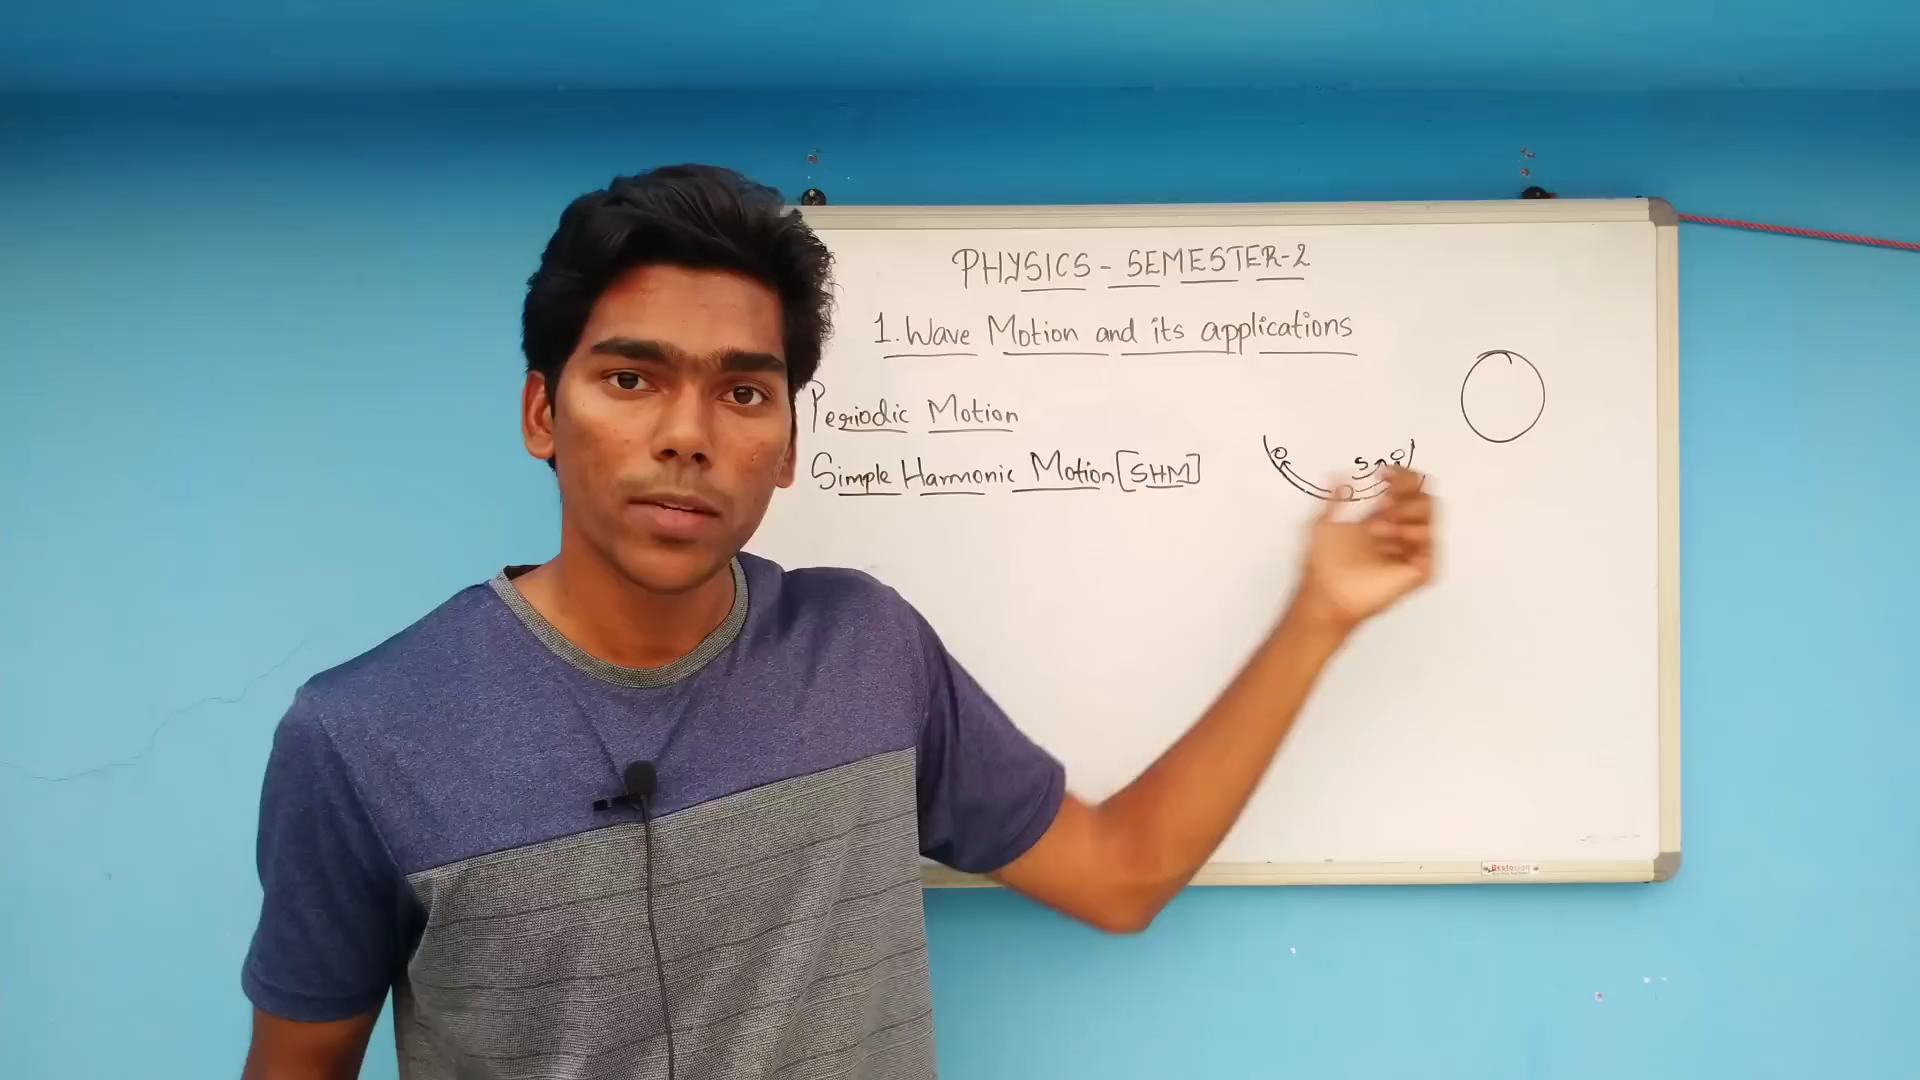 PHYSICS - SEMESTER-2
1. Wave Motion and its applications
Periodic Motion
Simple Harmonic Motion [SHM]